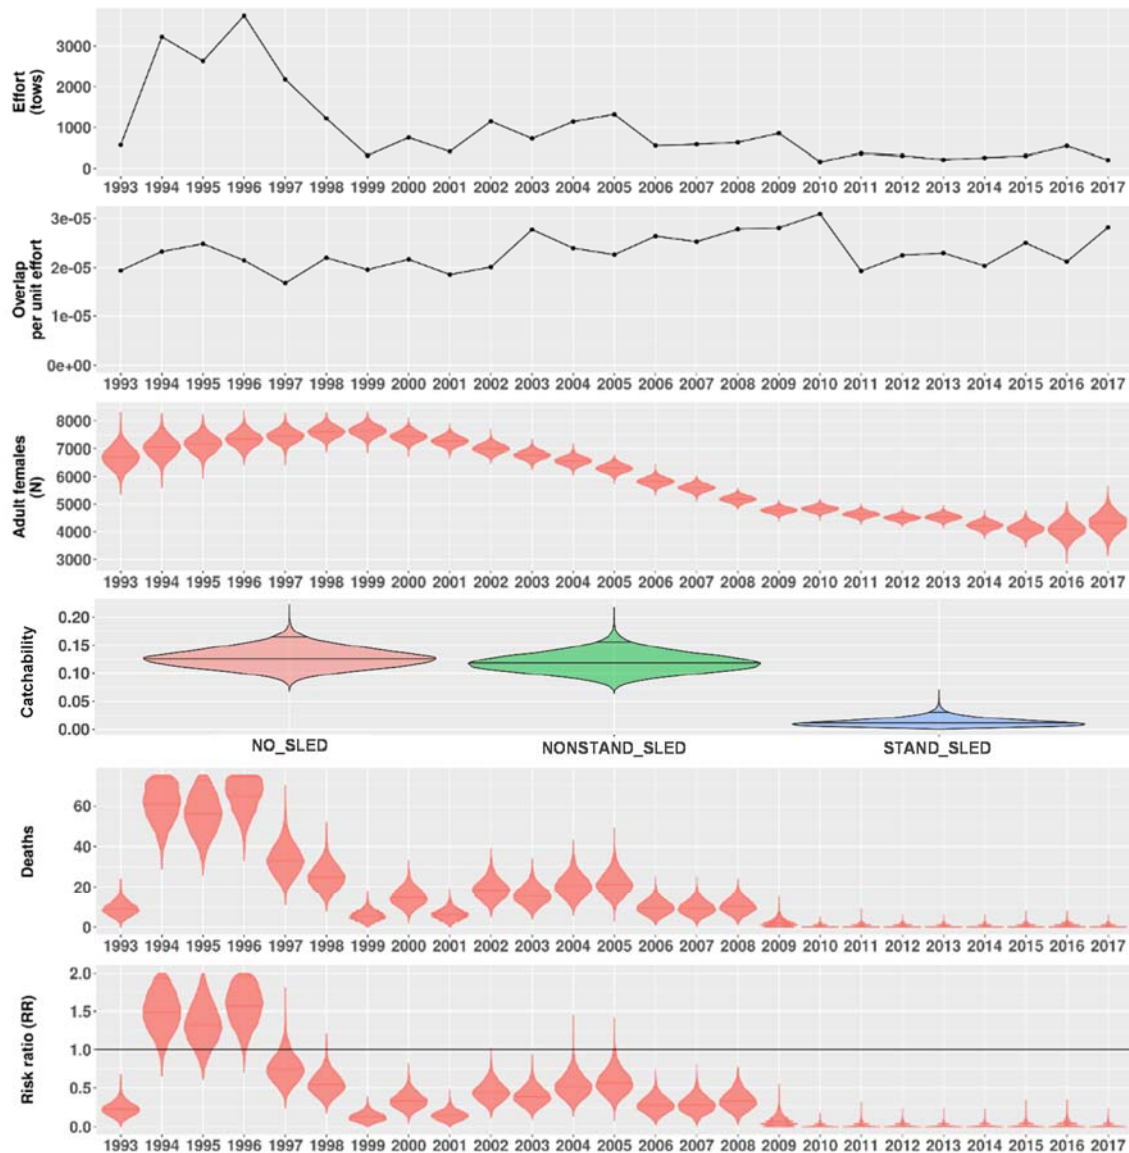 Effort
(tows)
3000
2000
1000
0
1993 1994 1995 1996 1997 1998 1999 2000 2001 2002 2003 2004 2005 2006 2007 2008 2009 2010 2011 2012 2013 2014 2015 2016 2017
Overlap
per unit effort
3e-05
2e-05
1e-05
0e+00
1993 1994 1995 1996 1997 1998 1999 2000 2001 2002 2003 2004 2005 2006 2007 2008 2009 2010 2011 2012 2013 2014 2015 2016 2017
Adult females
(N)
8000
7000
6000
5000
4000
3000
1993 1994 1995 1996 1997 1998 1999 2000 2001 2002 2003 2004 2005 2006 2007 2008 2009 2010 2011 2012 2013 2014 2015 2016 2017
Catchability
0.20
0.15
0.10
0.05
0.00
NO_SLED NONSTAND_SLED STAND_SLED
Deaths
60
40
20
0
1993 1994 1995 1996 1997 1998 1999 2000 2001 2002 2003 2004 2005 2006 2007 2008 2009 2010 2011 2012 2013 2014 2015 2016 2017
Risk ratio (RR)
2.0
1.5
1.0
0.5
0.0
1993 1994 1995 1996 1997 1998 1999 2000 2001 2002 2003 2004 2005 2006 2007 2008 2009 2010 2011 2012 2013 2014 2015 2016 2017